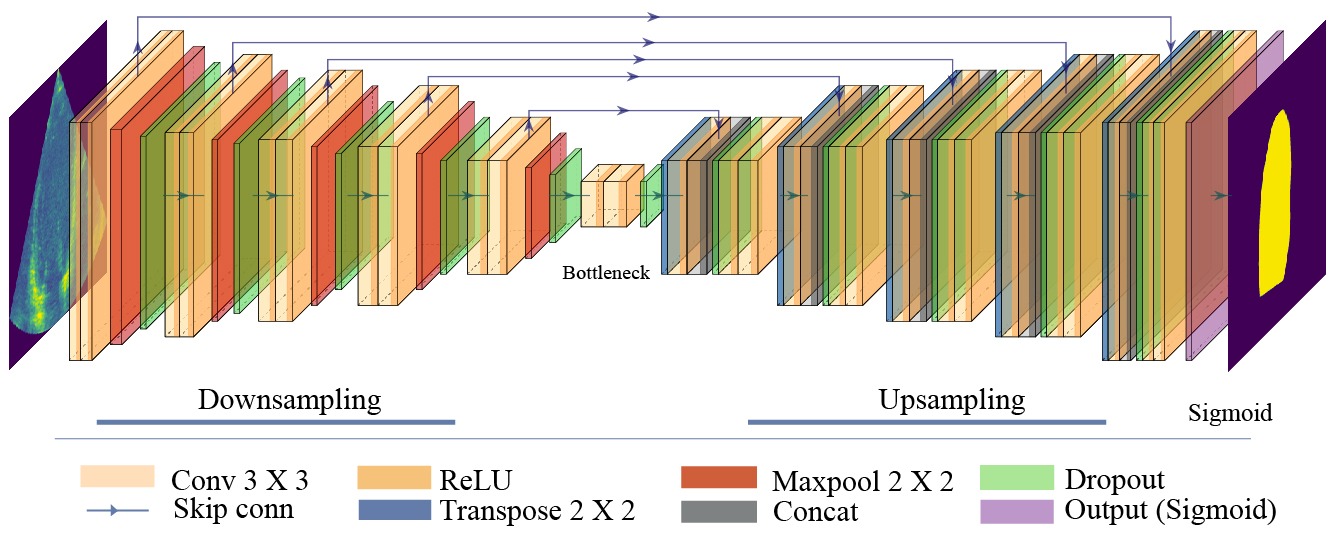 Bottleneck
Downsampling
Upsampling
Sigmoid
Conv 3 X 3
ReLU
Maxpool 2 X 2
Dropout
Skip conn
Transpose 2 X 2
Concat
Output (Sigmoid)